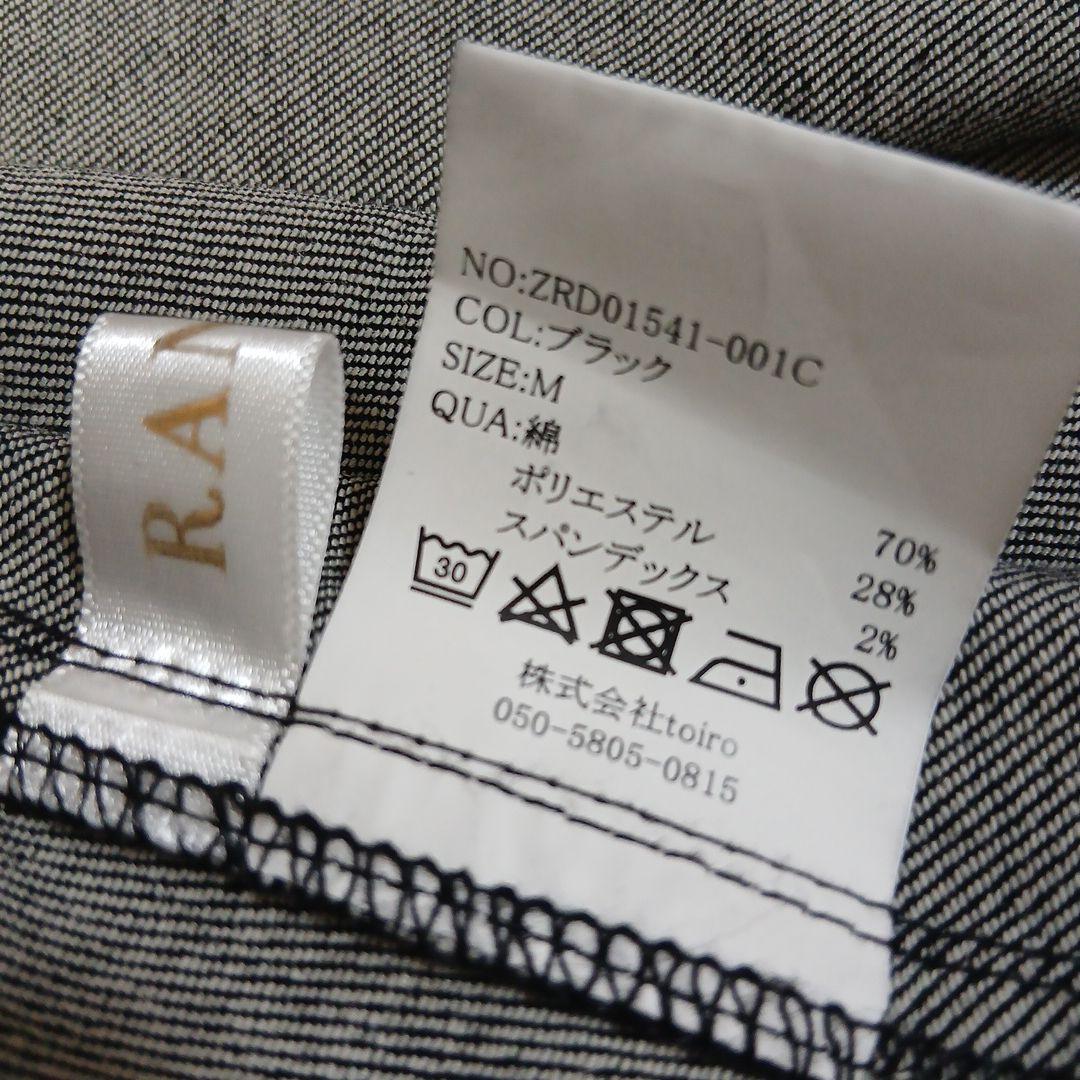 RAN
NO:ZRD01541-001C
COL:ブラック
SIZE:M
QUA:綿 70%
ポリエステル 28%
スパンデックス 2%
30
株式会社toiro
050-5805-0815